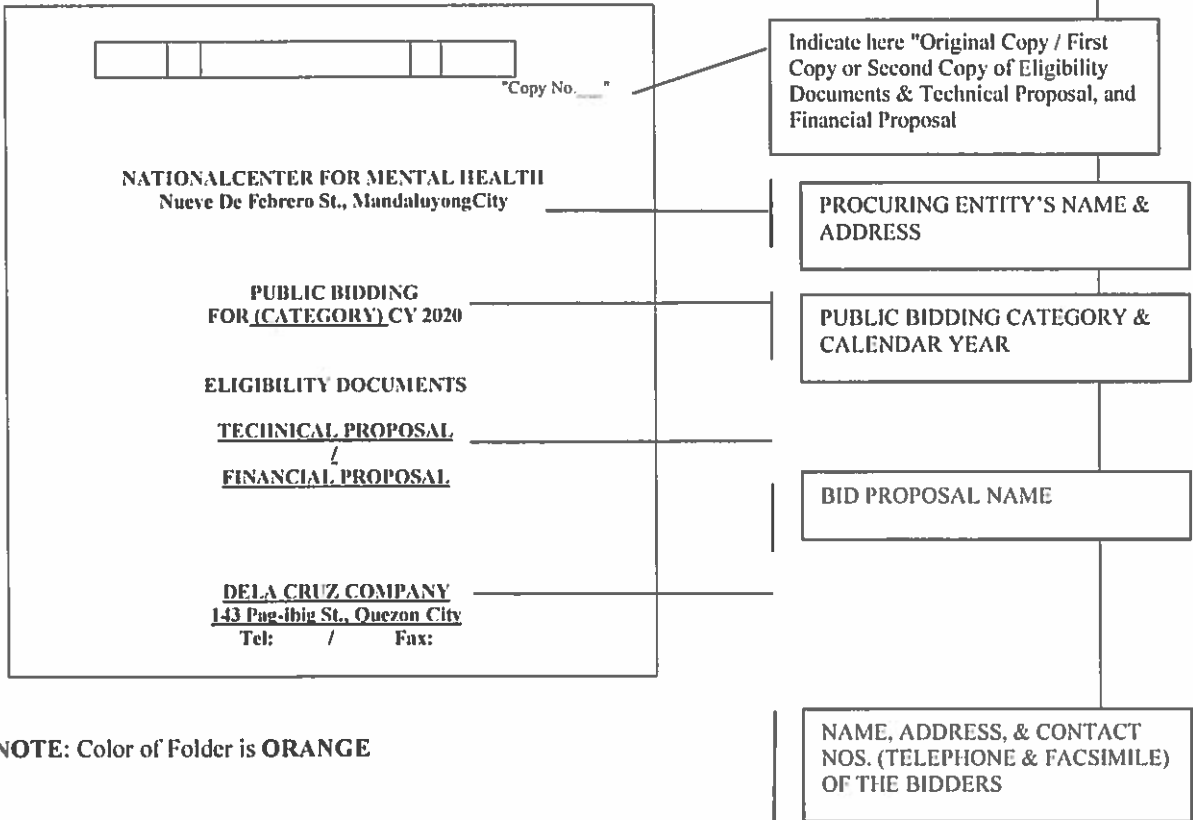 "Copy No.___"
Indicate here "Original Copy / First
Copy or Second Copy of Eligibility
Documents & Technical Proposal, and
Financial Proposal
NATIONALCENTER FOR MENTAL HEALTH
Nueve De Febrero St., MandaluyongCity
PROCURING ENTITY'S NAME &
ADDRESS
PUBLIC BIDDING
FOR (CATEGORY) CY 2020
PUBLIC BIDDING CATEGORY &
CALENDAR YEAR
ELIGIBILITY DOCUMENTS
TECHNICAL PROPOSAL
/
FINANCIAL PROPOSAL
BID PROPOSAL NAME
DELA CRUZ COMPANY
143 Pag-ibig St., Quezon City
Tel: / Fax:
NOTE: Color of Folder is ORANGE
NAME, ADDRESS, & CONTACT
NOS. (TELEPHONE & FACSIMILE)
OF THE BIDDERS